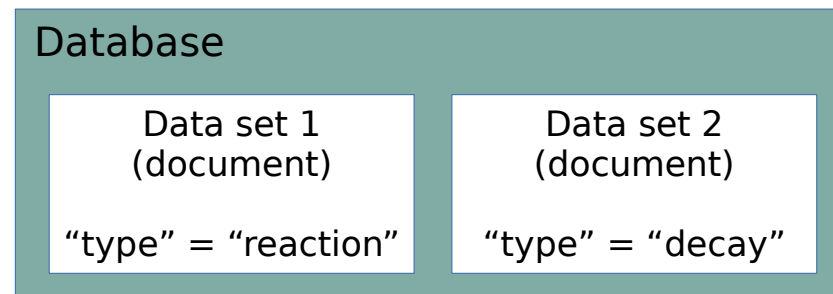 Database
Data set 1
(document)
“type” = “reaction”
Data set 2
(document)
“type” = “decay”